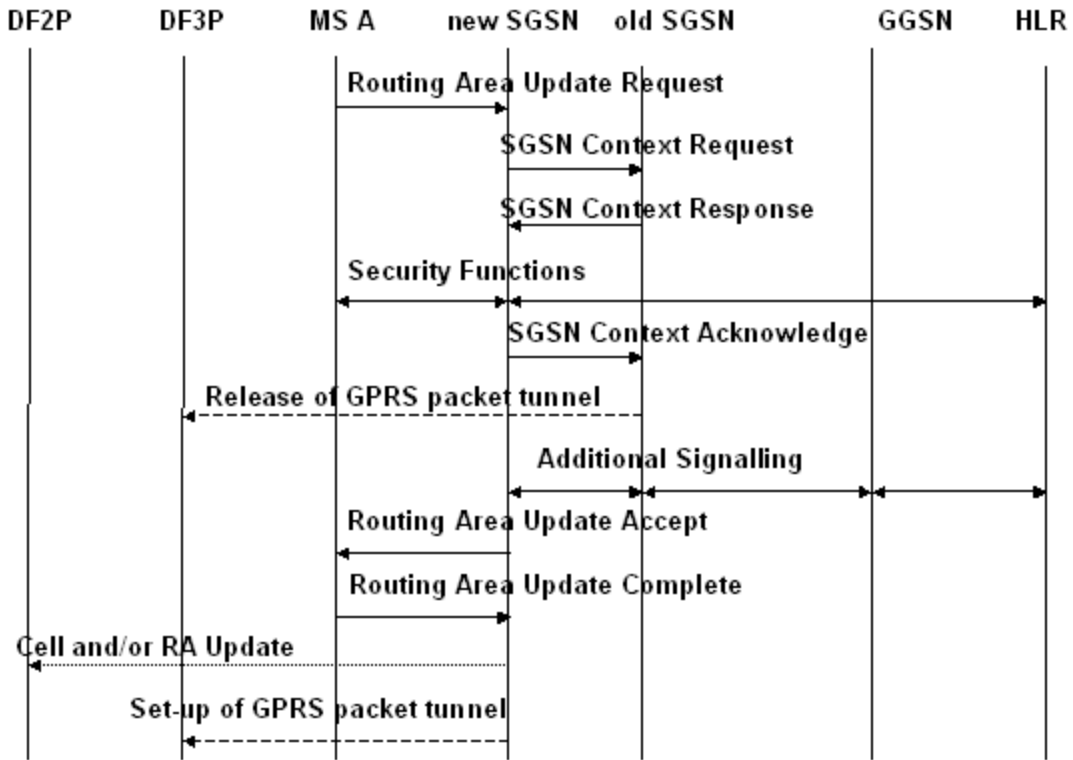 DF2P DF3P MS A new SGSN old SGSN GGSN HLR
Routing Area Update Request
SGSN Context Request
SGSN Context Response
Security Functions
SGSN Context Acknowledge
Release of GPRS packet tunnel
Additional Signalling
Routing Area Update Accept
Routing Area Update Complete
Cell and/or RA Update
Set-up of GPRS packet tunnel